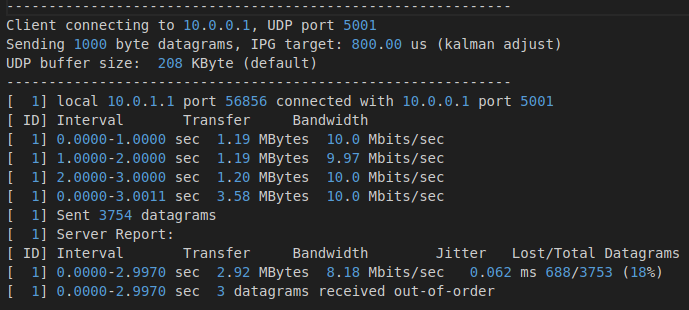 ------------------------------------------------------------
Client connecting to 10.0.0.1, UDP port 5001
Sending 1000 byte datagrams, IPG target: 800.00 us (kalman adjust)
UDP buffer size:  208 KByte (default)
------------------------------------------------------------
[  1] local 10.0.1.1 port 56856 connected with 10.0.0.1 port 5001
[ ID] Interval       Transfer     Bandwidth
[  1] 0.0000-1.0000 sec  1.19 MBytes  10.0 Mbits/sec
[  1] 1.0000-2.0000 sec  1.19 MBytes  9.97 Mbits/sec
[  1] 2.0000-3.0000 sec  1.20 MBytes  10.0 Mbits/sec
[  1] 0.0000-3.0011 sec  3.58 MBytes  10.0 Mbits/sec
[  1] Sent 3754 datagrams
[  1] Server Report:
[ ID] Interval       Transfer     Bandwidth        Jitter   Lost/Total Datagrams
[  1] 0.0000-2.9970 sec  2.92 MBytes  8.18 Mbits/sec   0.062 ms 688/3753 (18%)
[  1] 0.0000-2.9970 sec  3 datagrams received out-of-order